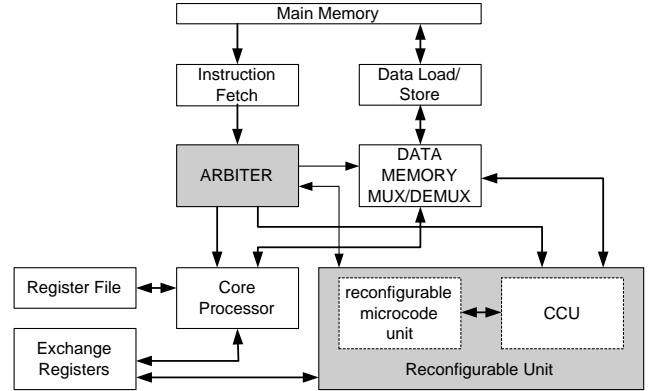 Main Memory
Instruction
Fetch
Data Load/
Store
ARBITER
DATA
MEMORY
MUX/DEMUX
Register File
Core
Processor
reconfigurable
microcode
unit
CCU
Exchange
Registers
Reconfigurable Unit